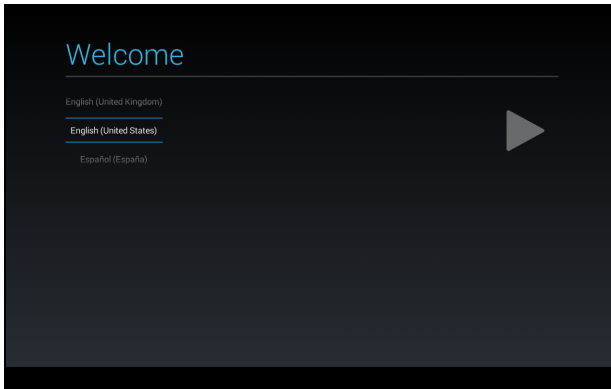 Welcome
English (United Kingdom)
English (United States)
Español (España)